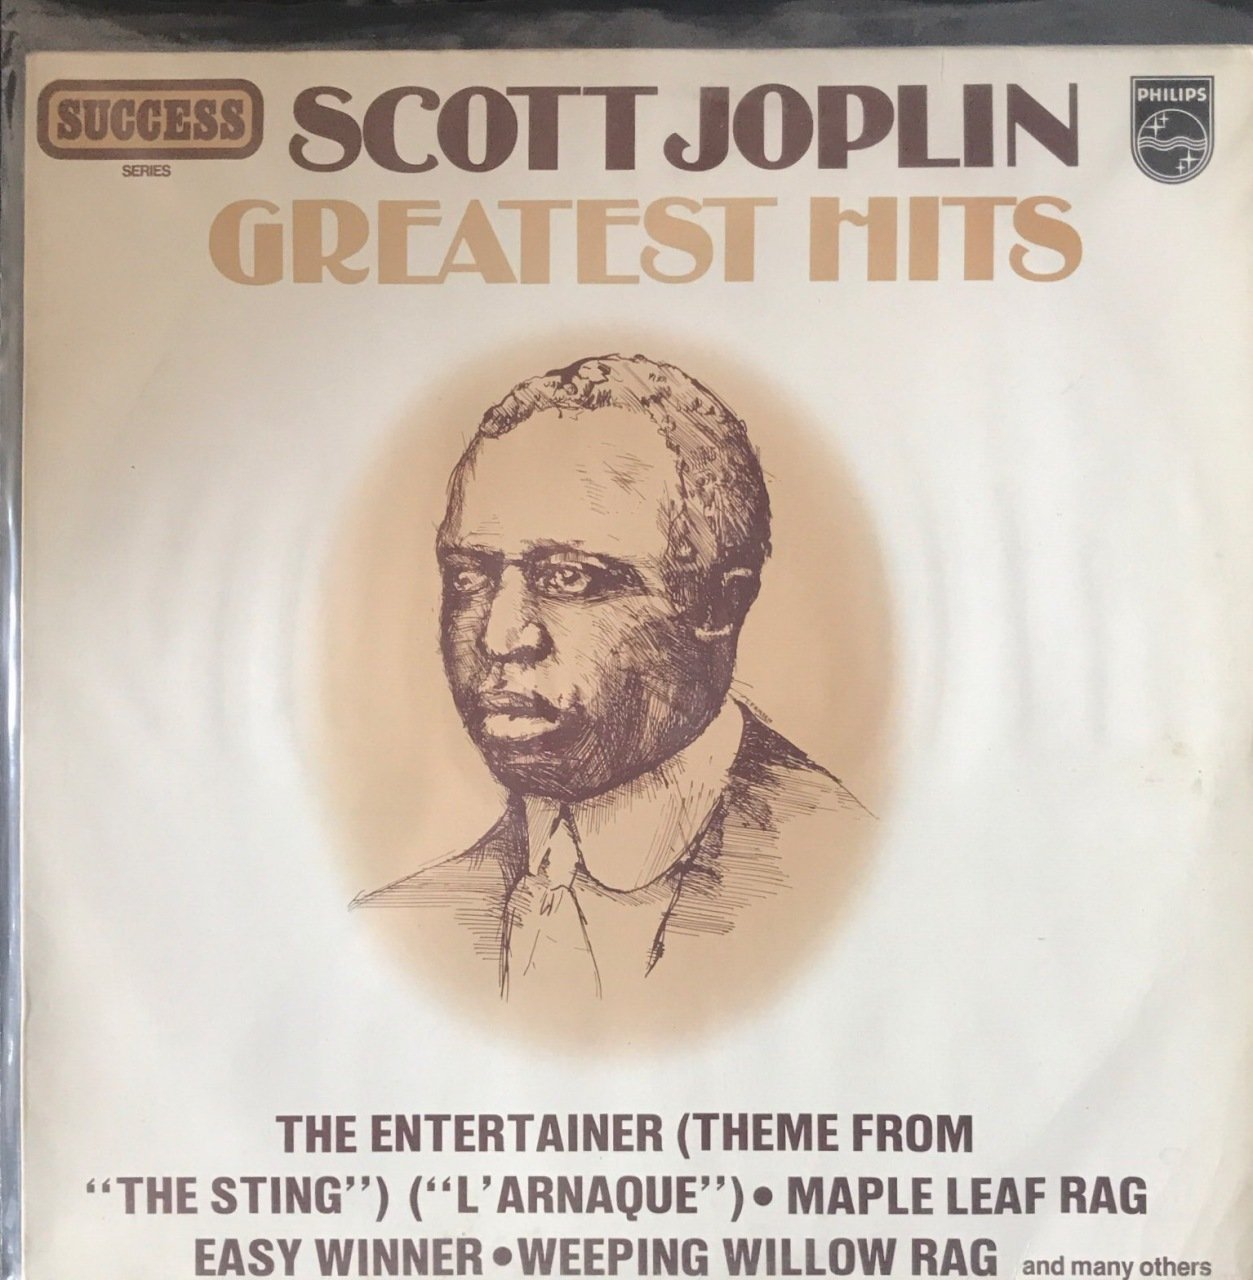 SUCCESS
SERIES
SCOTT JOPLIN
PHILIPS
GREATEST HITS
THE ENTERTAINER (THEME FROM
“THE STING”) (“L’ARNAQUE”) • MAPLE LEAF RAG
EASY WINNER • WEEPING WILLOW RAG and many others